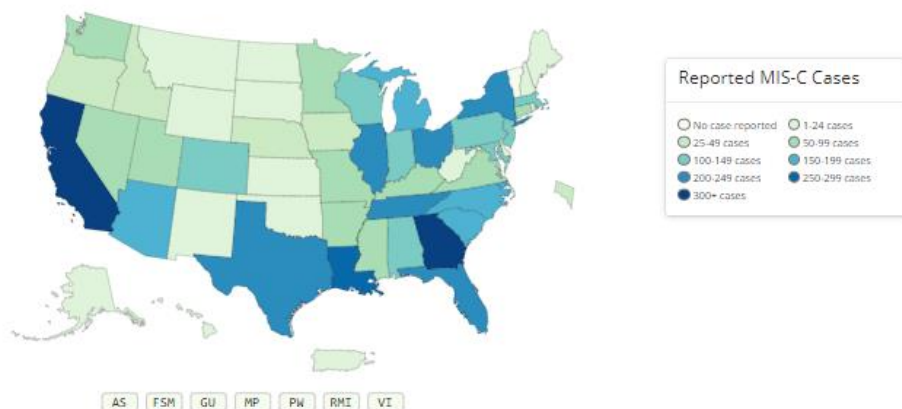 Reported MIS-C Cases
No case reported 1-24 cases
25-49 cases 50-99 cases
100-149 cases 150-199 cases
200-249 cases 250-299 cases
300+ cases
AS FSM GU MP PW RMI VI